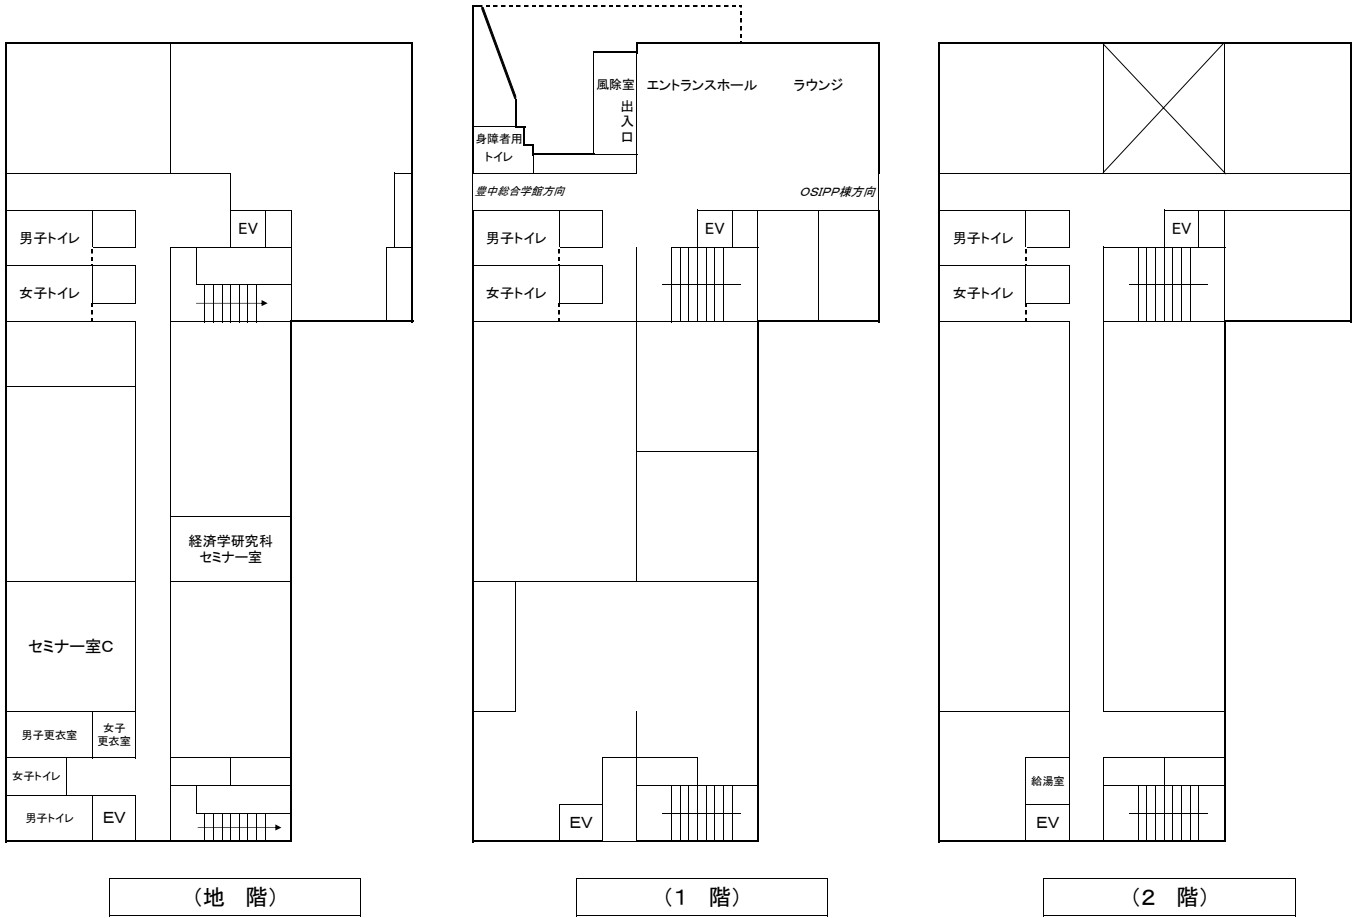 EV
男子トイレ
女子トイレ
経済学研究科
セミナー室
セミナー室C
男子更衣室
女子
更衣室
女子トイレ
男子トイレ
EV
（地　階）
風除室
エントランスホール
ラウンジ
出入口
身障者用
トイレ
豊中総合学館方向
OSIPP棟方向
EV
男子トイレ
女子トイレ
EV
（１　階）
EV
男子トイレ
女子トイレ
給湯室
EV
（２　階）